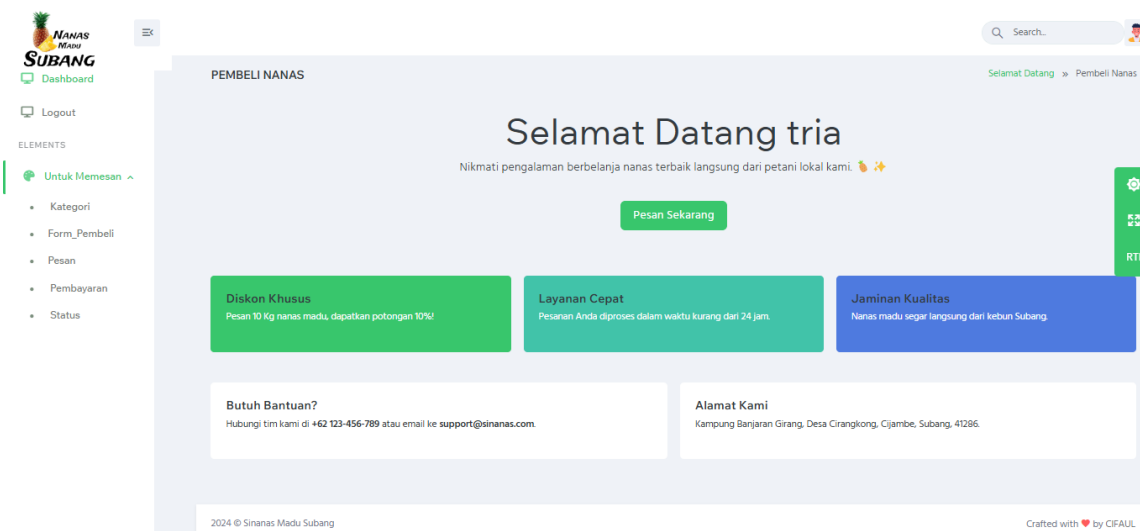 NANAS
MADU
SUBANG
Search..
Dashboard
PEMBELI NANAS
Selamat Datang » Pembeli Nanas
Logout
ELEMENTS
Untuk Memesan
Kategori
Form_Pembeli
Pesan
Pembayaran
Status
Selamat Datang tria
Nikmati pengalaman berbelanja nanas terbaik langsung dari petani lokal kami. 🍍 ✨
Pesan Sekarang
Diskon Khusus
Pesan 10 Kg nanas madu, dapatkan potongan 10%!
Layanan Cepat
Pesanan Anda diproses dalam waktu kurang dari 24 jam.
Jaminan Kualitas
Nanas madu segar langsung dari kebun Subang.
Butuh Bantuan?
Hubungi tim kami di +62 123-456-789 atau email ke support@sinanas.com.
Alamat Kami
Kampung Banjaran Girang, Desa Cirangkong, Cijambe, Subang, 41286.
2024 © Sinanas Madu Subang
Crafted with ❤ by CIFAUL